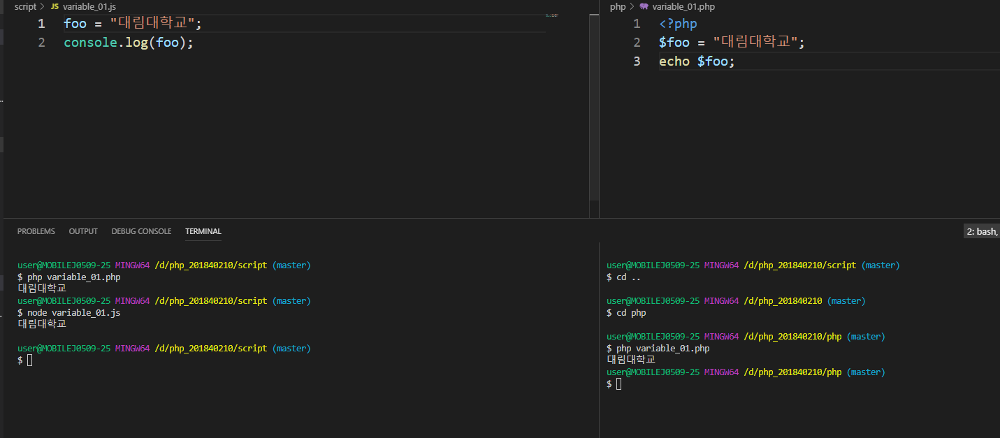 script > JS variable_01.js
1 foo = "대림대학교";
2 console.log(foo);
php > variable_01.php
1 <?php
2 $foo = "대림대학교";
3 echo $foo;
PROBLEMS OUTPUT DEBUG CONSOLE TERMINAL
2: bash,
user@MOBILEJ0509-25 MINGW64 /d/php_201840210/script (master)
$ php variable_01.php
대림대학교
user@MOBILEJ0509-25 MINGW64 /d/php_201840210/script (master)
$ node variable_01.js
대림대학교
user@MOBILEJ0509-25 MINGW64 /d/php_201840210/script (master)
$
user@MOBILEJ0509-25 MINGW64 /d/php_201840210/script (master)
$ cd ..
user@MOBILEJ0509-25 MINGW64 /d/php_201840210 (master)
$ cd php
user@MOBILEJ0509-25 MINGW64 /d/php_201840210/php (master)
$ php variable_01.php
대림대학교
user@MOBILEJ0509-25 MINGW64 /d/php_201840210/php (master)
$